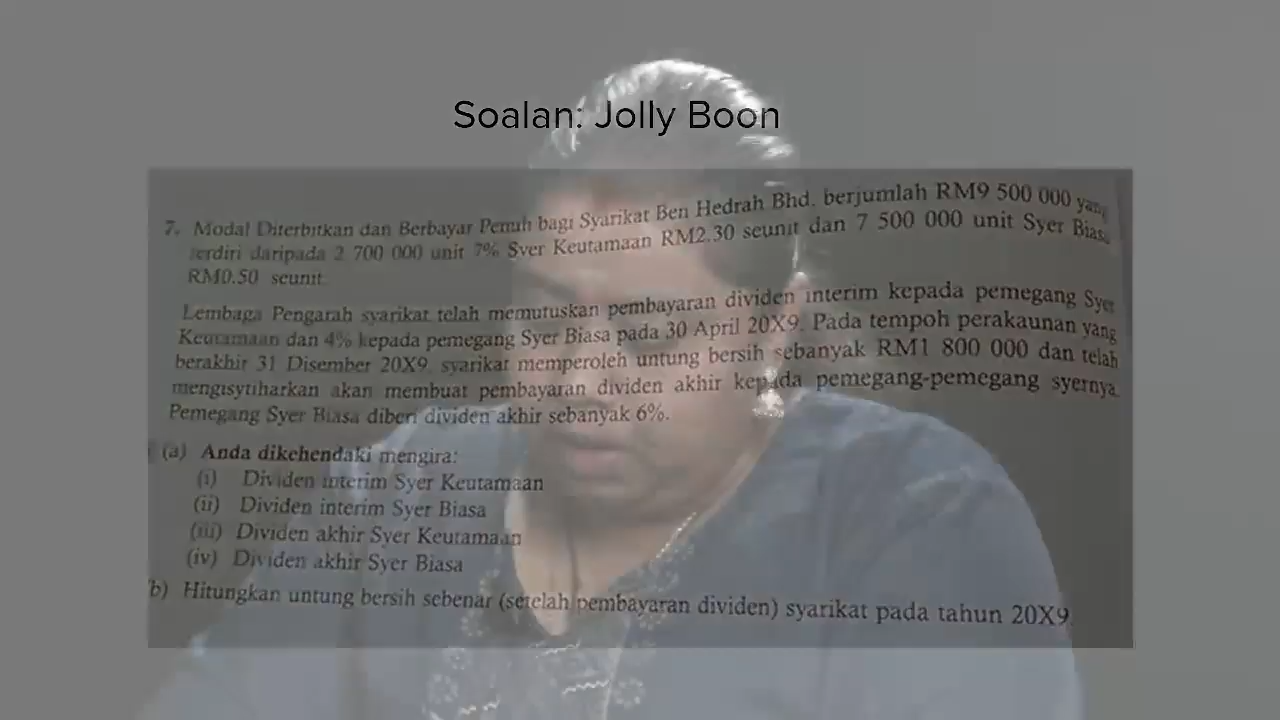 Soalan: Jolly Boon
7. Modal Diterbitkan dan Berbayar Penuh bagi Syarikat Ben Hedrah Bhd. berjumlah RM9 500 000 yang
terdiri daripada 2 700 000 unit 7% Syer Keutamaan RM2.30 seunit dan 7 500 000 unit Syer Biasa
RM0.50 seunit.
Lembaga Pengarah syarikat telah memutuskan pembayaran dividen interim kepada pemegang Syer
Keutamaan dan 4% kepada pemegang Syer Biasa pada 30 April 20X9. Pada tempoh perakaunan yang
berakhir 31 Disember 20X9, syarikat memperoleh untung bersih sebanyak RM1 800 000 dan telah
mengisytiharkan akan membuat pembayaran dividen akhir kepada pemegang-pemegang syernya.
Pemegang Syer Biasa diberi dividen akhir sebanyak 6%.
(a) Anda dikehendaki mengira:
(i) Dividen interim Syer Keutamaan
(ii) Dividen interim Syer Biasa
(iii) Dividen akhir Syer Keutamaan
(iv) Dividen akhir Syer Biasa
b) Hitungkan untung bersih sebenar (setelah pembayaran dividen) syarikat pada tahun 20X9